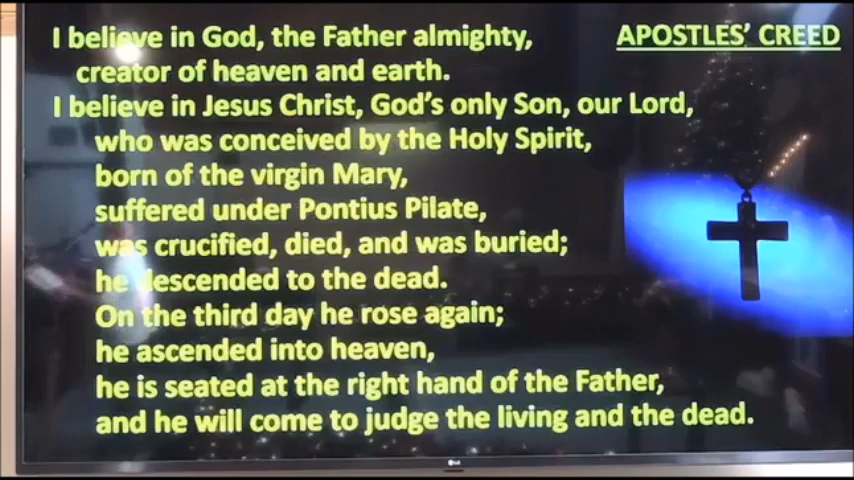 I believe in God, the Father almighty,
APOSTLES' CREED
creator of heaven and earth.
I believe in Jesus Christ, God's only Son, our Lord,
who was conceived by the Holy Spirit,
born of the virgin Mary,
suffered under Pontius Pilate,
was crucified, died, and was buried;
he descended to the dead.
On the third day he rose again;
he ascended into heaven,
he is seated at the right hand of the Father,
and he will come to judge the living and the dead.
LG